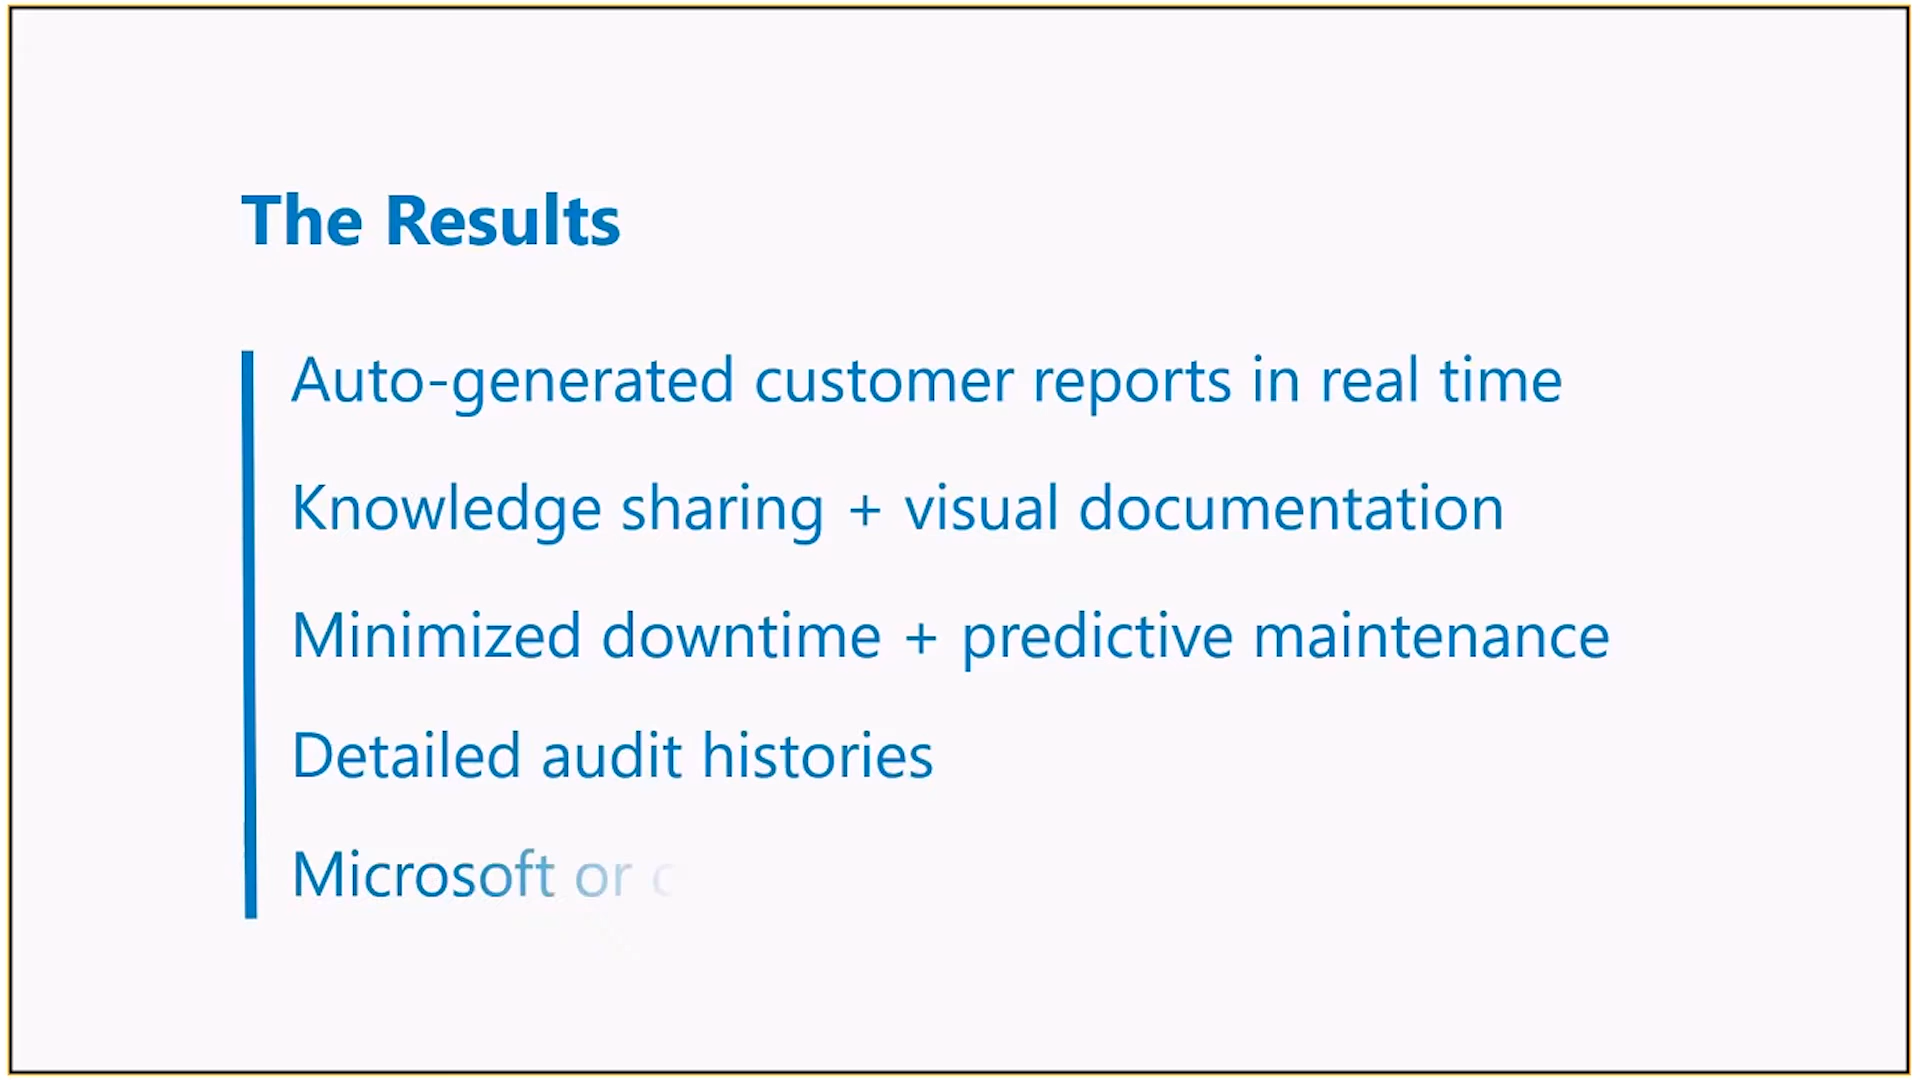 The Results
Auto-generated customer reports in real time
Knowledge sharing + visual documentation
Minimized downtime + predictive maintenance
Detailed audit histories
Microsoft or